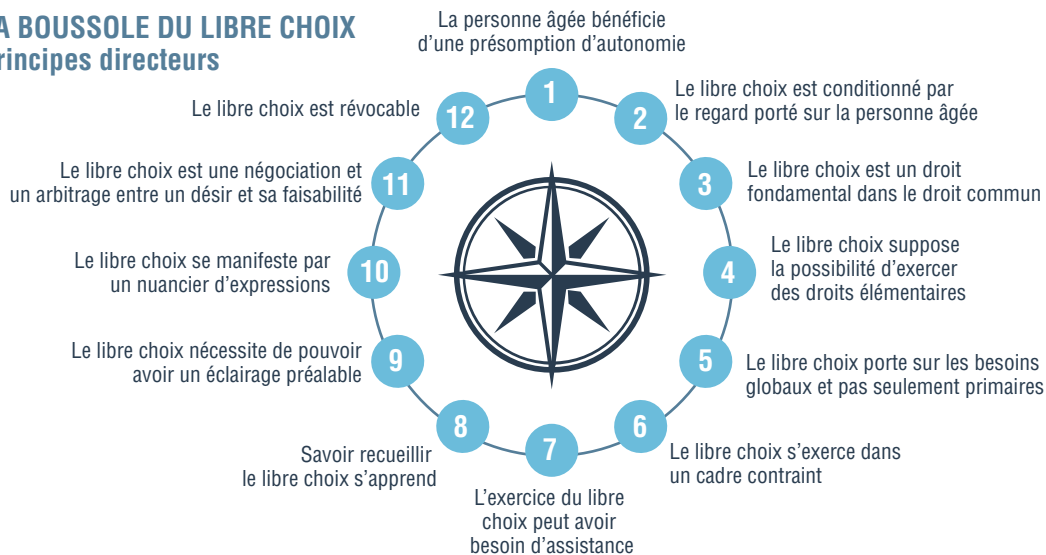 A BOUSSOLE DU LIBRE CHOIX
rincipes directeurs
1
La personne âgée bénéficie
d'une présomption d'autonomie
2
Le libre choix est conditionné par
le regard porté sur la personne âgée
3
Le libre choix est un droit
fondamental dans le droit commun
4
Le libre choix suppose
la possibilité d'exercer
des droits élémentaires
5
Le libre choix porte sur les besoins
globaux et pas seulement primaires
6
Le libre choix s'exerce dans
un cadre contraint
7
L'exercice du libre
choix peut avoir
besoin d'assistance
8
Savoir recueillir
le libre choix s'apprend
9
Le libre choix nécessite de pouvoir
avoir un éclairage préalable
10
Le libre choix se manifeste par
un nuancier d'expressions
11
Le libre choix est une négociation et
un arbitrage entre un désir et sa faisabilité
12
Le libre choix est révocable